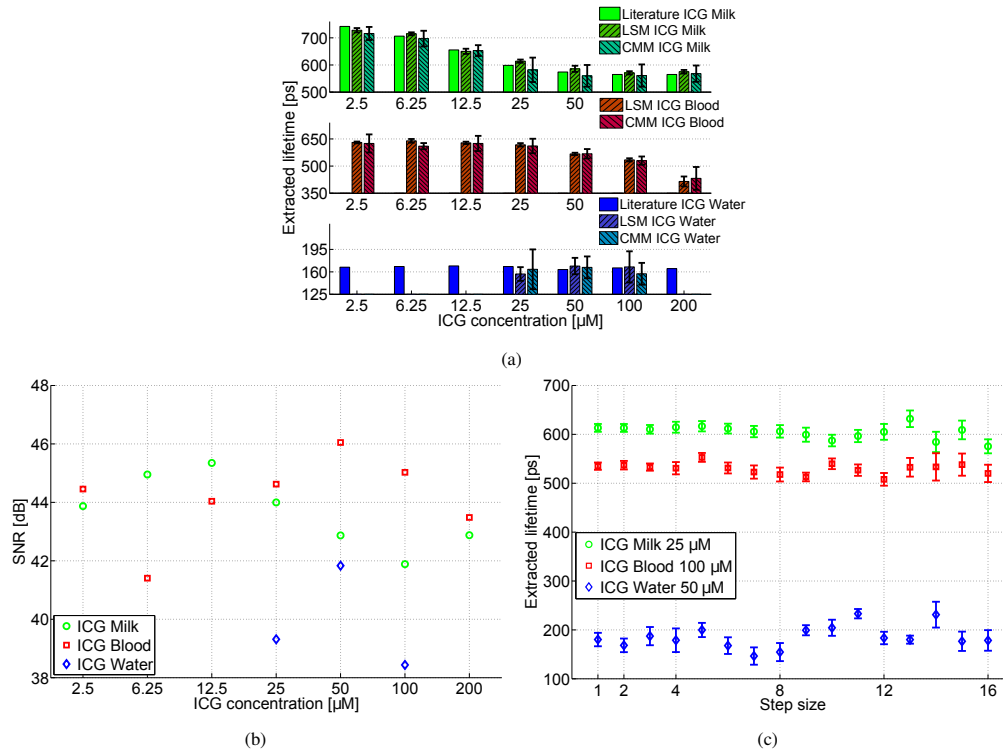 Literature ICG Milk
LSM ICG Milk
CMM ICG Milk
700
600
500
2.5 6.25 12.5 25 50 100 200
LSM ICG Blood
CMM ICG Blood
650
500
350
2.5 6.25 12.5 25 50 100 200
Literature ICG Water
LSM ICG Water
CMM ICG Water
195
160
125
2.5 6.25 12.5 25 50 100 200
Extracted lifetime [ps]
ICG concentration [µM]
(a)
48
46
44
42
39
38
SNR [dB]
ICG Milk
ICG Blood
ICG Water
2.5 6.25 12.5 25 50 100 200
ICG concentration [µM]
(b)
700
600
500
400
300
200
100
Extracted lifetime [ps]
ICG Milk 25 µM
ICG Blood 100 µM
ICG Water 50 µM
1 2 4 8 12 16
Step size
(c)